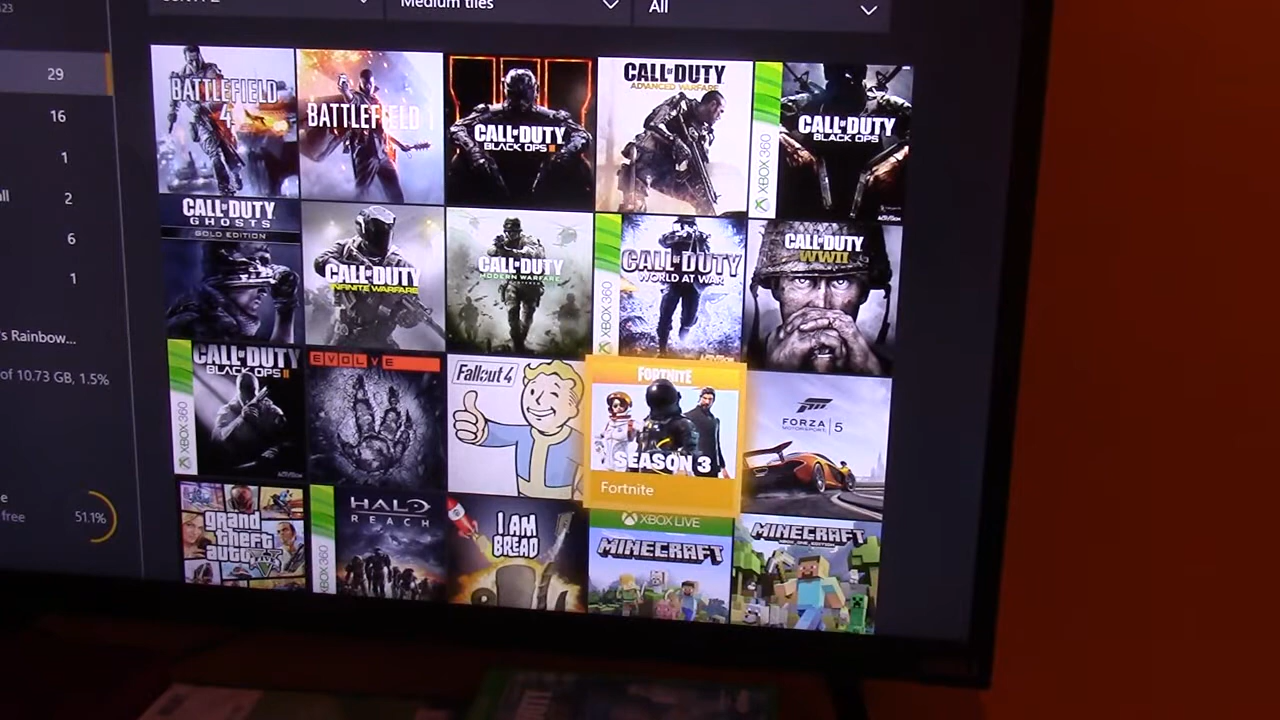 Medium tiles
All
29
16
1
2
6
1
's Rainbow...
of 10.73 GB, 1.5%
free
51.1%
BATTLEFIELD
4
BATTLEFIELD 1
CALL OF DUTY
BLACK OPS III
CALL OF DUTY
ADVANCED WARFARE
XBOX 360
CALL OF DUTY
BLACK OPS
ACTIVISION
CALL OF DUTY
GHOSTS
GOLD EDITION
CALL OF DUTY
INFINITE WARFARE
CALL OF DUTY
MODERN WARFARE
XBOX 360
CALL OF DUTY
WORLD AT WAR
CALL OF DUTY
WWII
XBOX 360
CALL OF DUTY
BLACK OPS II
ACTIVISION
EVOLVE
Fallout 4
FORTNITE
SEASON 3
Fortnite
FORZA
MOTORSPORT 5
grand
theft
auto
V
XBOX 360
HALO
REACH
I AM
BREAD
XBOX LIVE
MINECRAFT
MINECRAFT
XBOX ONE EDITION